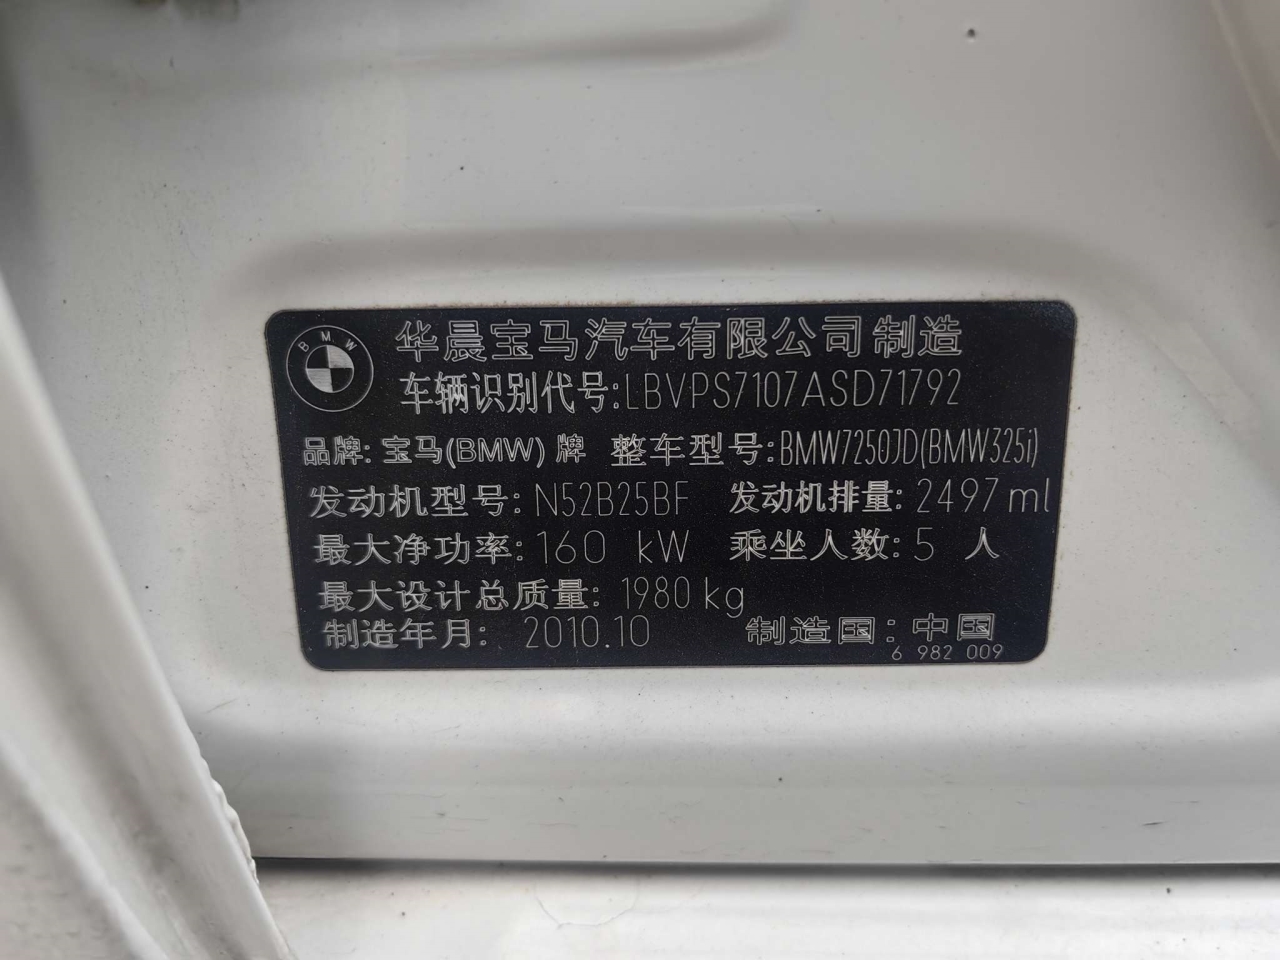 BMW
华晨宝马汽车有限公司制造
车辆识别代号:LBVPS7107ASD71792
品牌:宝马(BMW)牌 整车型号:BMW7250JD(BMW325i)
发动机型号:N52B25BF 发动机排量:2497ml
最大净功率:160 kW 乘坐人数:5 人
最大设计总质量:1980kg
制造年月: 2010.10 制造国:中国
6 982 009